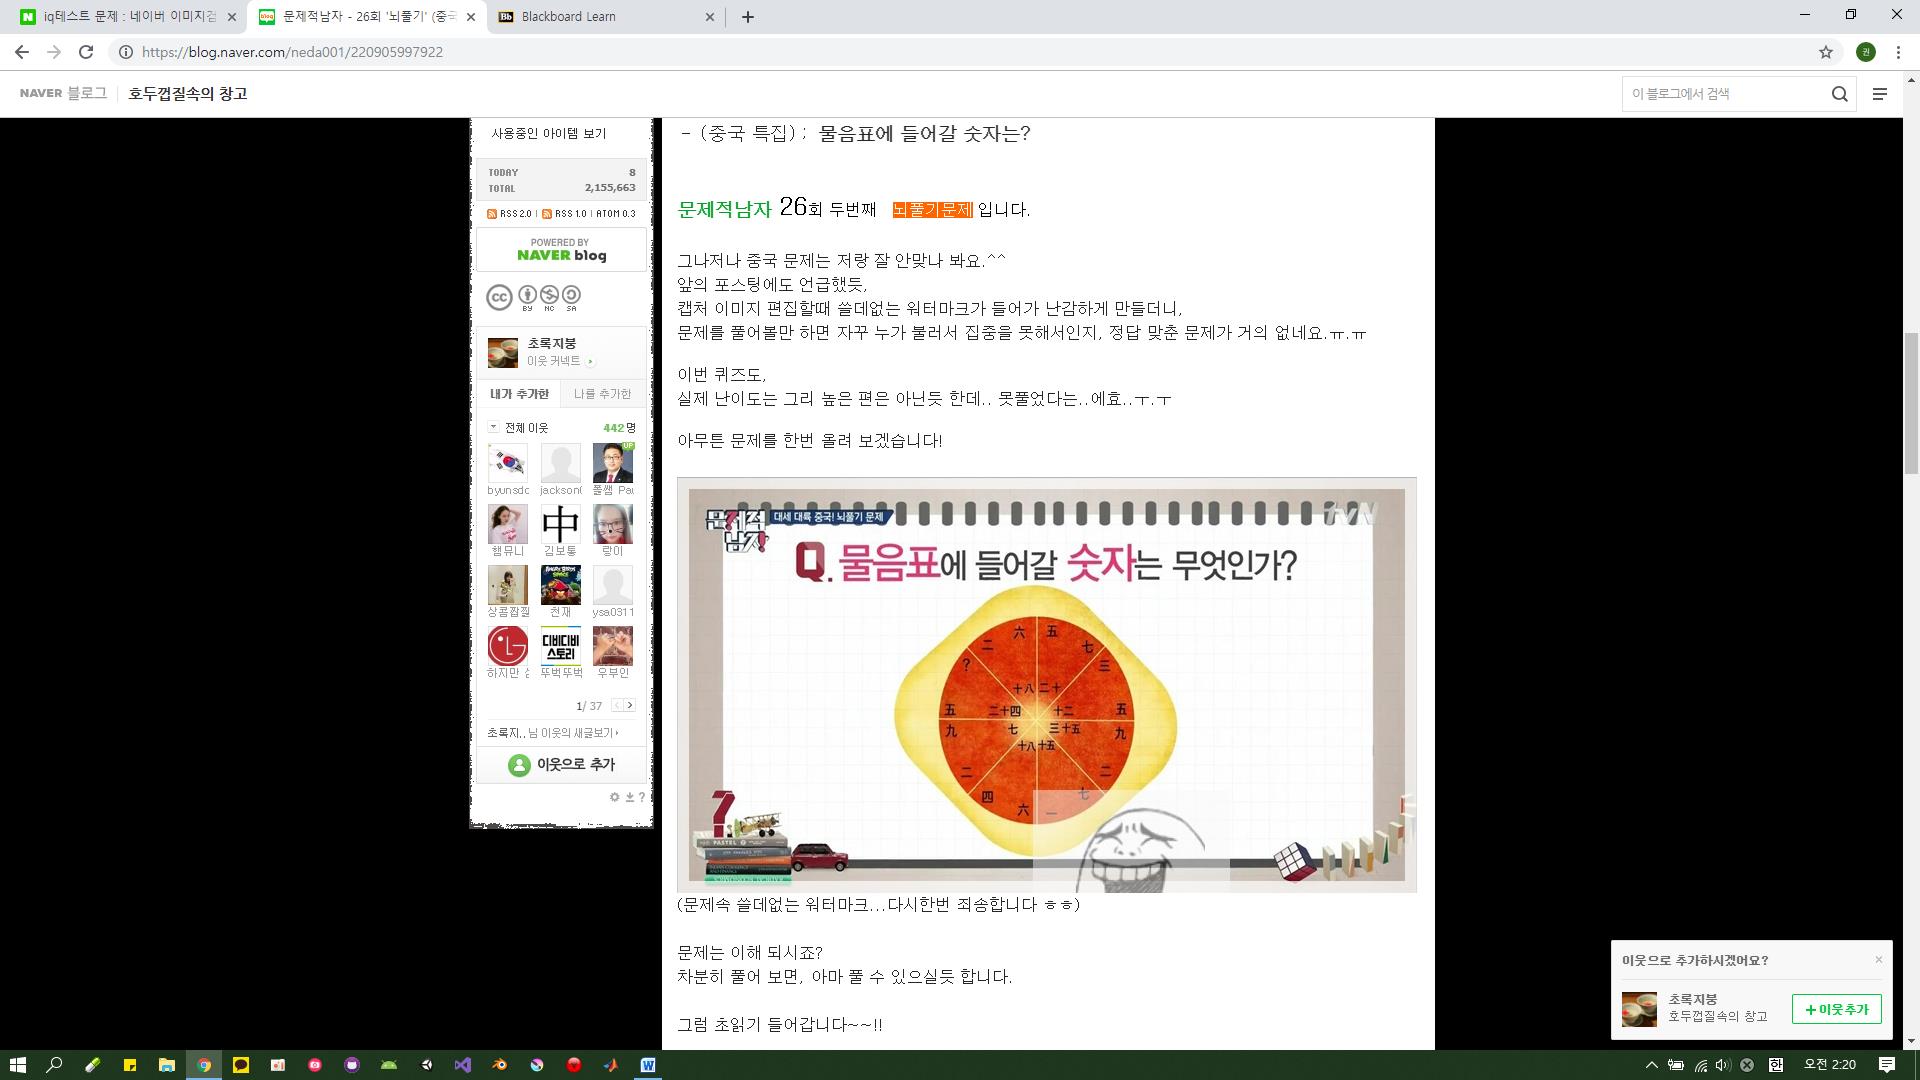 iq테스트 문제 : 네이버 이미지검
문제적남자 - 26회 '뇌풀기' (중국
Blackboard Learn
https://blog.naver.com/neda001/220905997922
권
NAVER 블로그
호두껍질속의 창고
이 블로그에서 검색
사용중인 아이템 보기
TODAY 8
TOTAL 2,155,663
RSS 2.0 | RSS 1.0 | ATOM 0.3
POWERED BY
NAVER blog
cc
BY NC SA
초록지붕
이웃 커넥트
내가 추가한 나를 추가한
전체 이웃 442명
UP
byunsdc jackson( 폴쌤 Pau
中
햄뮤니 김보통 랑이
ANGRY BIRDS
SPACE
상콤짭짤 천재 ysa0311
LG 디비디비
스토리
하지만 뚜벅뚜벅 우부인
1/ 37
초록지.. 님 이웃의 새글보기
이웃으로 추가
- (중국 특집) ; 물음표에 들어갈 숫자는?
문제적남자 26회 두번째 뇌풀기문제 입니다.
그나저나 중국 문제는 저랑 잘 안맞나 봐요.^^
앞의 포스팅에도 언급했듯,
캡처 이미지 편집할때 쓸데없는 워터마크가 들어가 난감하게 만들더니,
문제를 풀어볼만 하면 자꾸 누가 불러서 집중을 못해서인지, 정답 맞춘 문제가 거의 없네요.ㅠ.ㅠ
이번 퀴즈도,
실제 난이도는 그리 높은 편은 아닌듯 한데.. 못풀었다는..에효..ㅜ.ㅜ
아무튼 문제를 한번 올려 보겠습니다!
문제적
남자
대세 대륙 중국! 뇌풀기 문제
tvN
Q. 물음표에 들어갈 숫자는 무엇인가?
二 六 五 七
? 三
十八 二十
五 二十四 十二 五
九 七 三十五 九
十八 十五
二 二
四 六 一 七
?
PASTEL
(문제속 쓸데없는 워터마크...다시한번 죄송합니다 ㅎㅎ)
문제는 이해 되시죠?
차분히 풀어 보면, 아마 풀 수 있으실듯 합니다.
그럼 초읽기 들어갑니다~~!!
이웃으로 추가하시겠어요?
초록지붕
호두껍질속의 창고
+이웃추가
한
오전 2:20